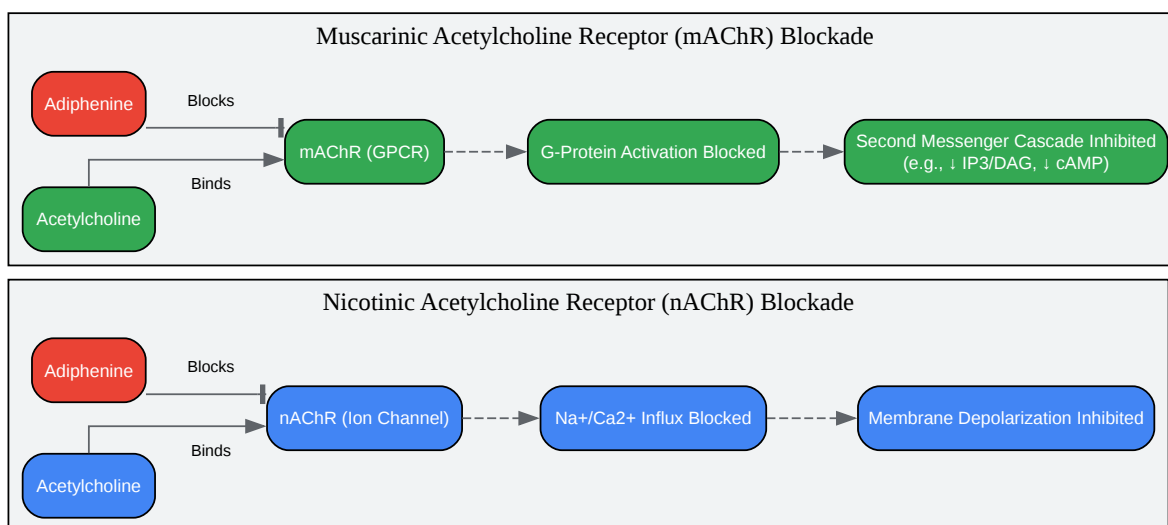 Muscarinic Acetylcholine Receptor (mAChR) Blockade
Adiphenine
Blocks
mAChR (GPCR)
G-Protein Activation Blocked
Second Messenger Cascade Inhibited
(e.g., ↓ IP3/DAG, ↓ cAMP)
Binds
Acetylcholine
Nicotinic Acetylcholine Receptor (nAChR) Blockade
Adiphenine
Blocks
nAChR (Ion Channel)
Na+/Ca2+ Influx Blocked
Membrane Depolarization Inhibited
Binds
Acetylcholine